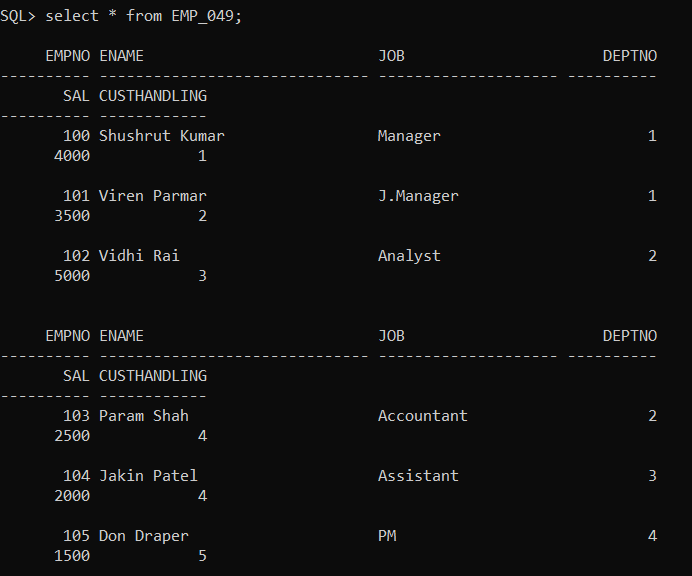 SQL> select * from EMP_049;
     EMPNO ENAME                          JOB                      DEPTNO
---------- ------------------------------ -------------------- ----------
       SAL CUSTHANDLING
---------- ------------
       100 Shushrut Kumar                 Manager                       1
      4000            1
       101 Viren Parmar                   J.Manager                     1
      3500            2
       102 Vidhi Rai                      Analyst                       2
      5000            3
     EMPNO ENAME                          JOB                      DEPTNO
---------- ------------------------------ -------------------- ----------
       SAL CUSTHANDLING
---------- ------------
       103 Param Shah                     Accountant                    2
      2500            4
       104 Jakin Patel                    Assistant                     3
      2000            4
       105 Don Draper                     PM                            4
      1500            5